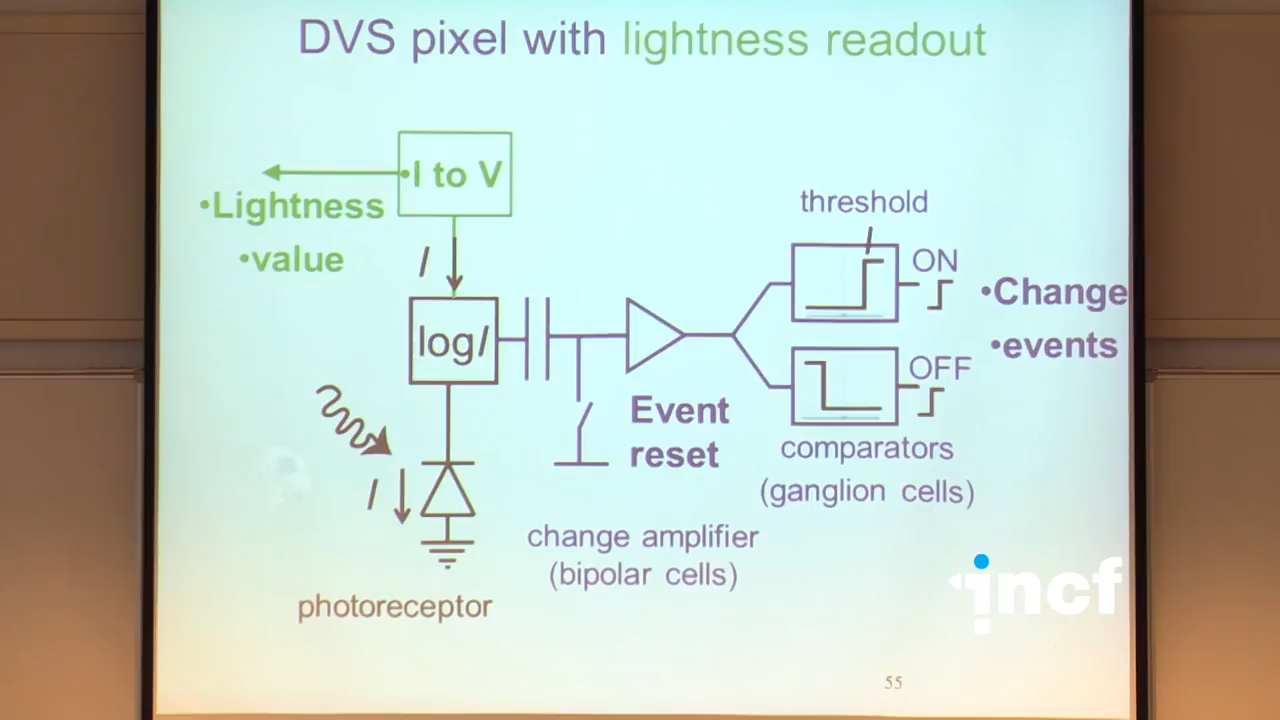 DVS pixel with lightness readout
•I to V
•Lightness
•value
I
log I
threshold
ON
OFF
•Change
•events
Event
reset
comparators
(ganglion cells)
I
change amplifier
(bipolar cells)
photoreceptor
incf
55